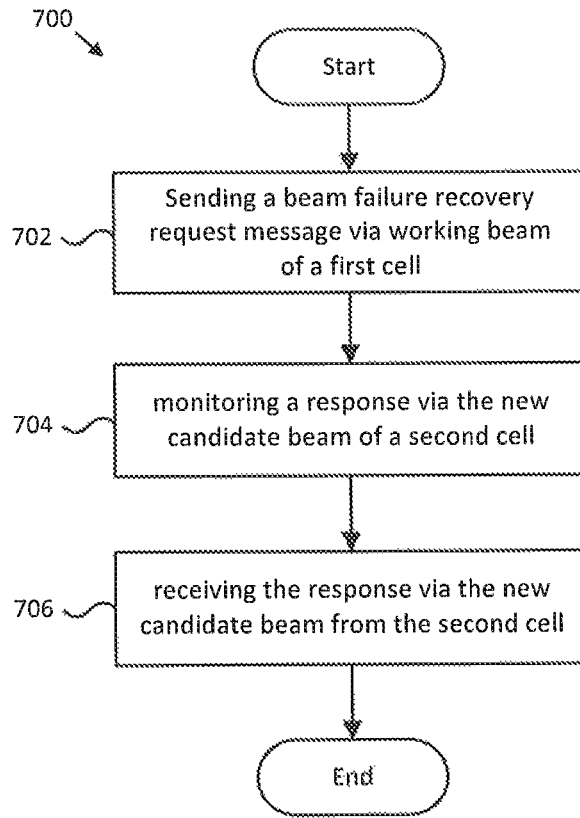 700
Start
Sending a beam failure recovery
702
request message via working beam
of a first cell
monitoring a response via the new
704
candidate beam of a second cell
receiving the response via the new
706
candidate beam from the second cell
End